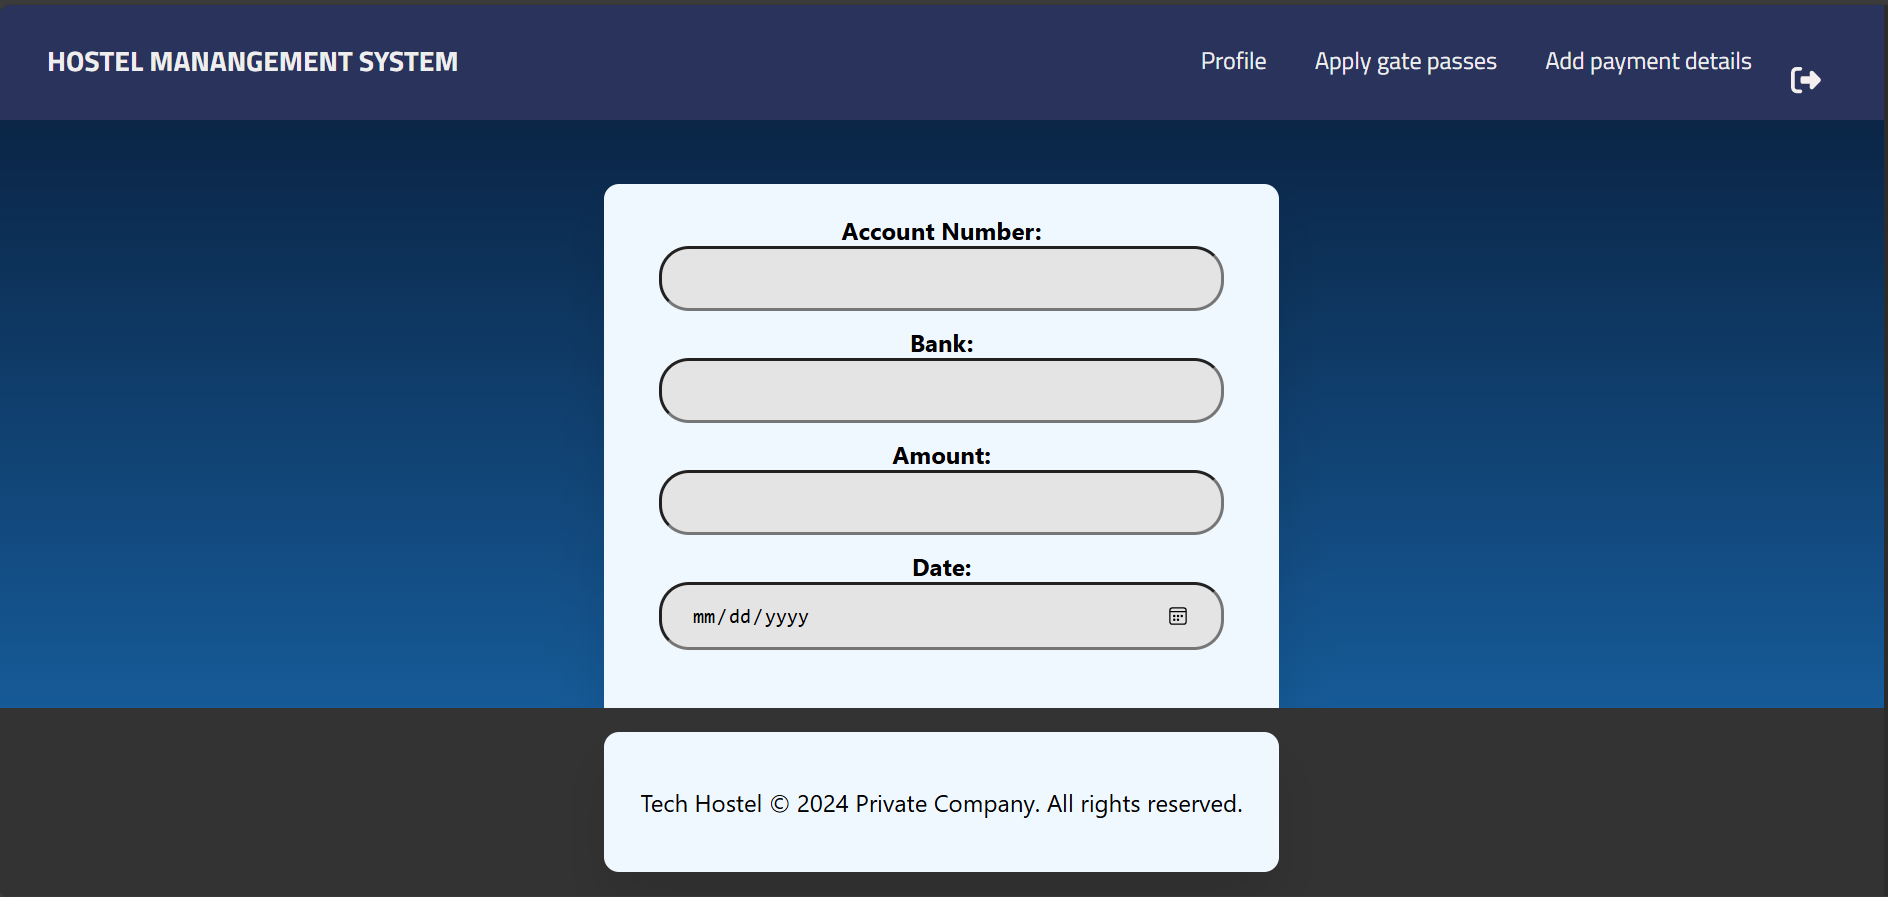 HOSTEL MANANGEMENT SYSTEM
Profile
Apply gate passes
Add payment details
Account Number:
Bank:
Amount:
Date:
mm/dd/yyyy
Tech Hostel © 2024 Private Company. All rights reserved.